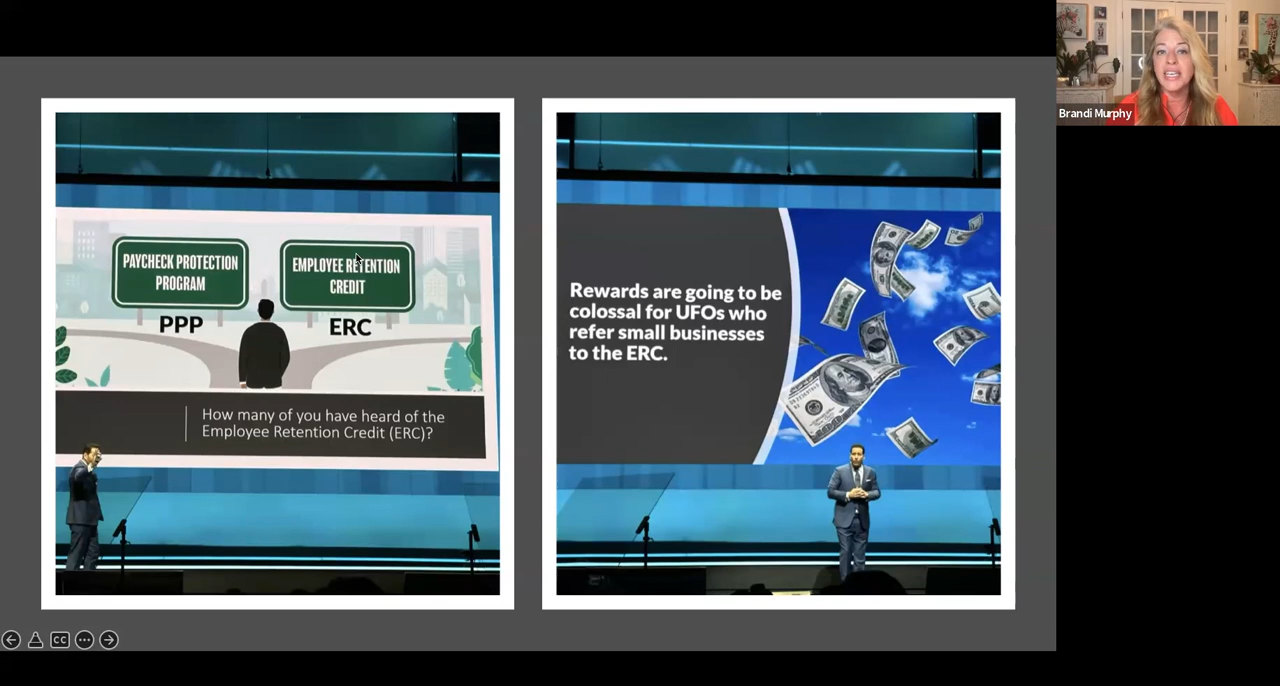 PAYCHECK PROTECTION
PROGRAM
PPP
EMPLOYEE RETENTION
CREDIT
ERC
How many of you have heard of the
Employee Retention Credit (ERC)?
Rewards are going to be
colossal for UFOs who
refer small businesses
to the ERC.
Brandi Murphy
CC